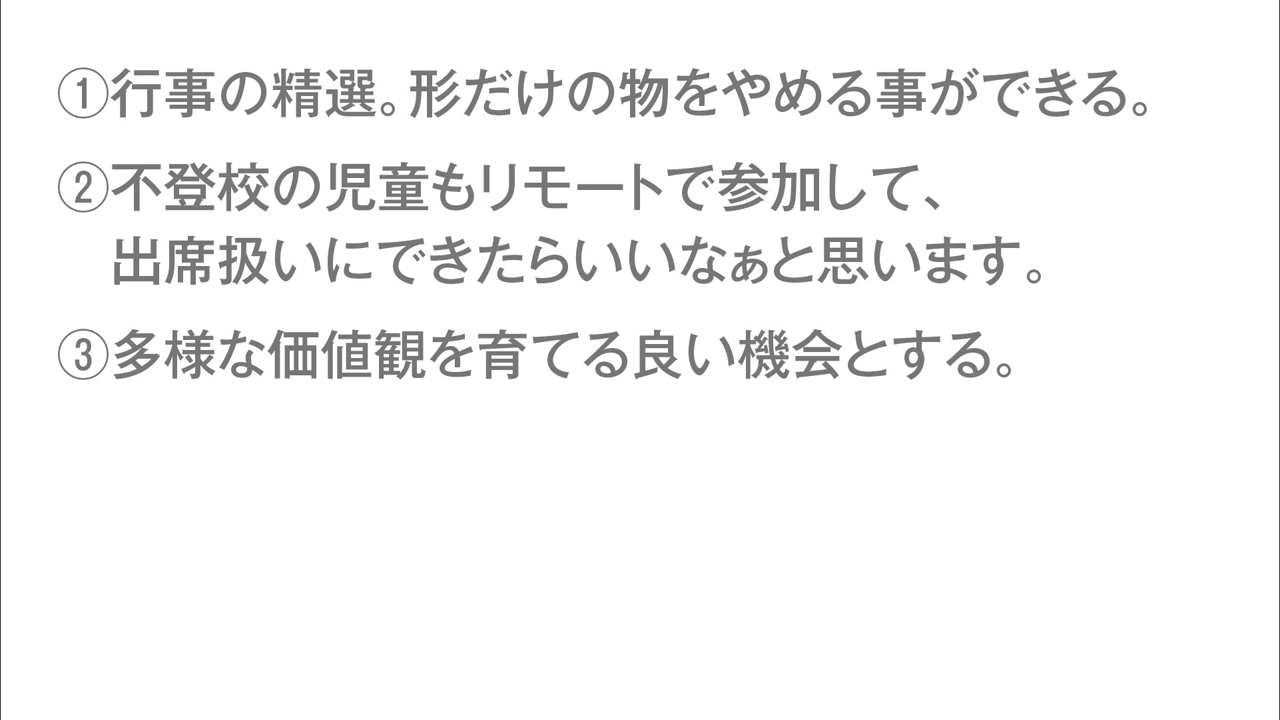 ①行事の精選。形だけの物をやめる事ができる。
②不登校の児童もリモートで参加して、
出席扱いにできたらいいなぁと思います。
③多様な価値観を育てる良い機会とする。